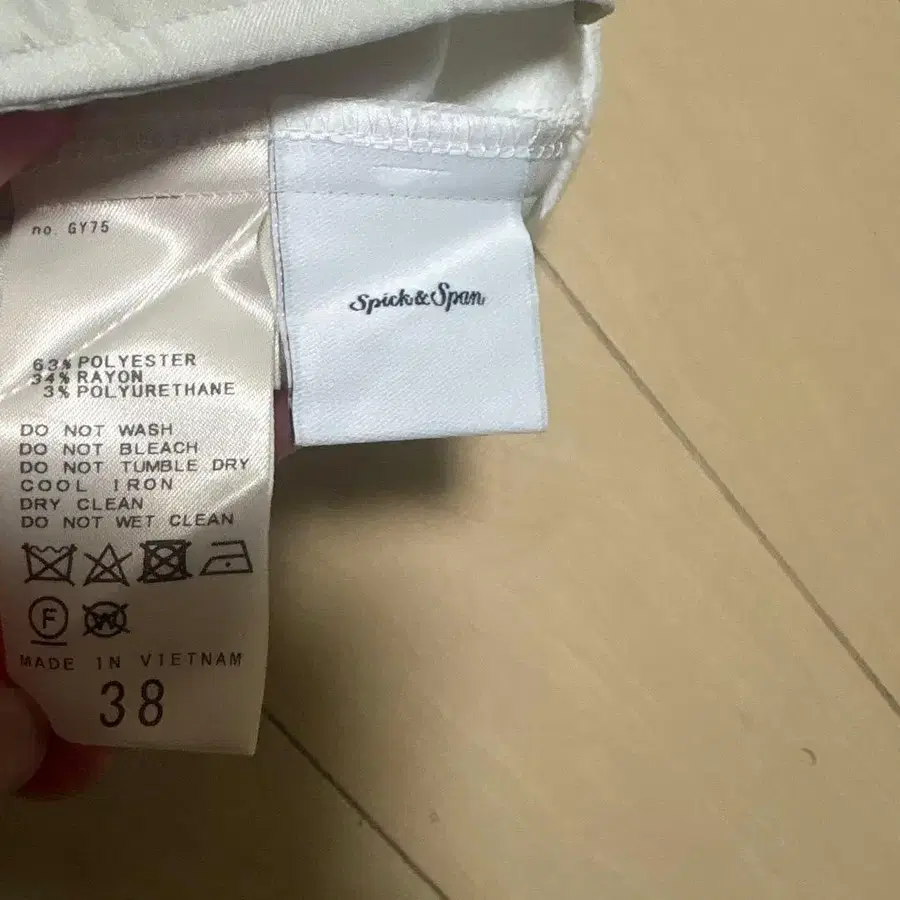 no. GY75
Spick & Span
63% POLYESTER
34% RAYON
3% POLYURETHANE
DO NOT WASH
DO NOT BLEACH
DO NOT TUMBLE DRY
COOL IRON
DRY CLEAN
DO NOT WET CLEAN
F
W
MADE IN VIETNAM
38